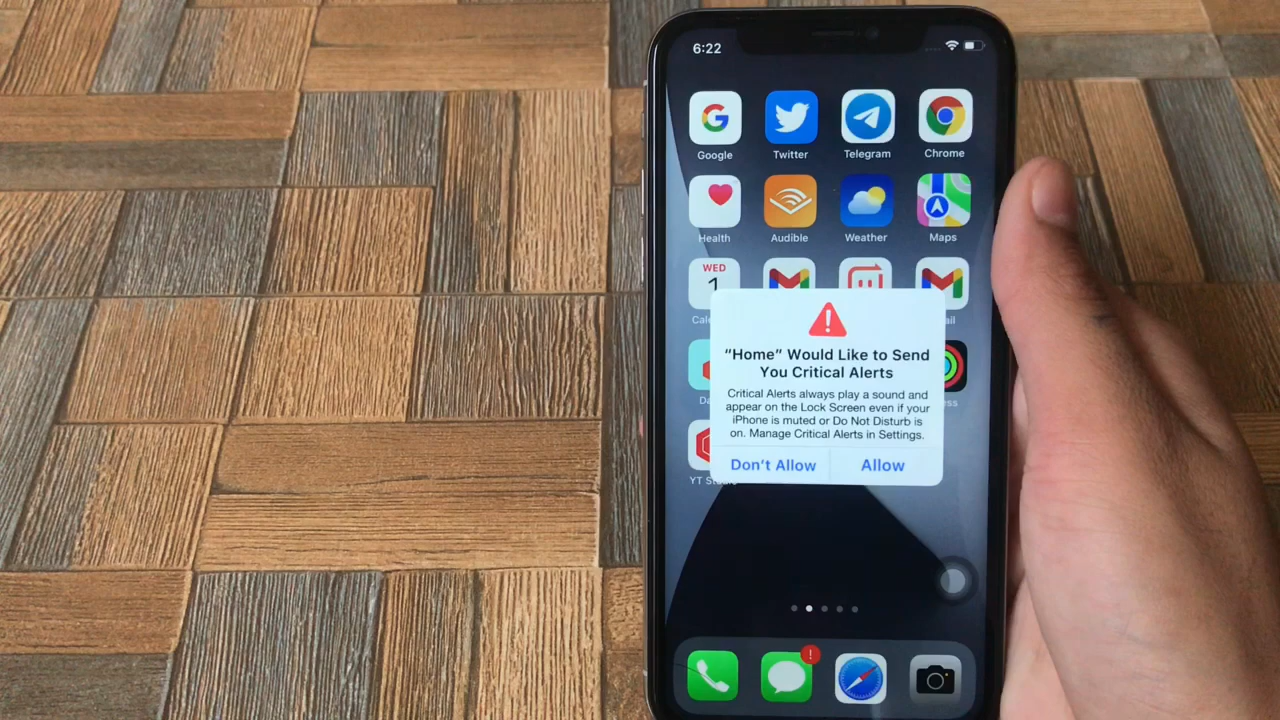 6:22
Google
Twitter
Telegram
Chrome
Health
Audible
Weather
Maps
WED
1
"Home" Would Like to Send
You Critical Alerts
Critical Alerts always play a sound and
appear on the Lock Screen even if your
iPhone is muted or Do Not Disturb is
on. Manage Critical Alerts in Settings.
Don't Allow
Allow